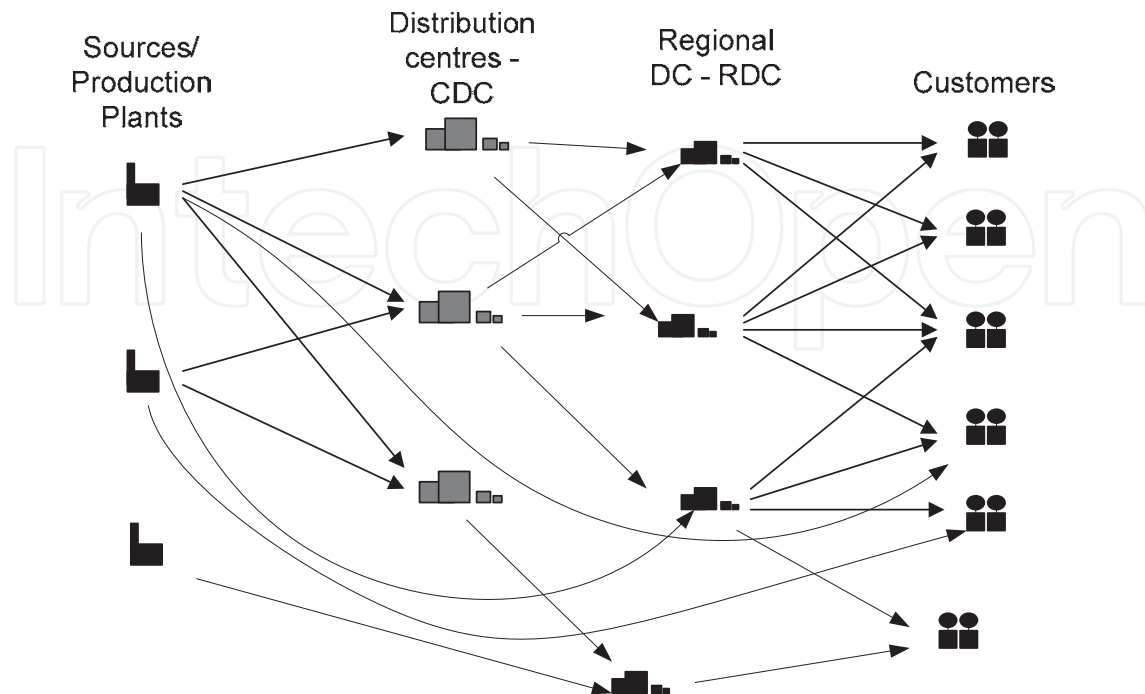 Sources/
Production
Plants
Distribution
centres -
CDC
Regional
DC - RDC
Customers
IntechOpen